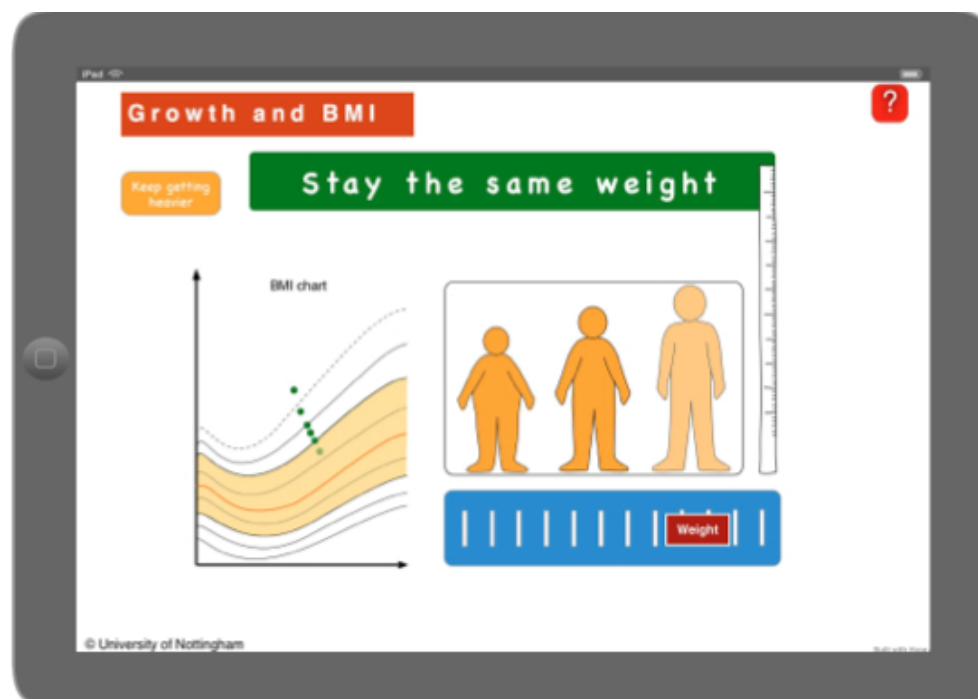 iPad
Growth and BMI
?
Stay the same weight
Keep getting
heavier
BMI chart
Weight
© University of Nottingham